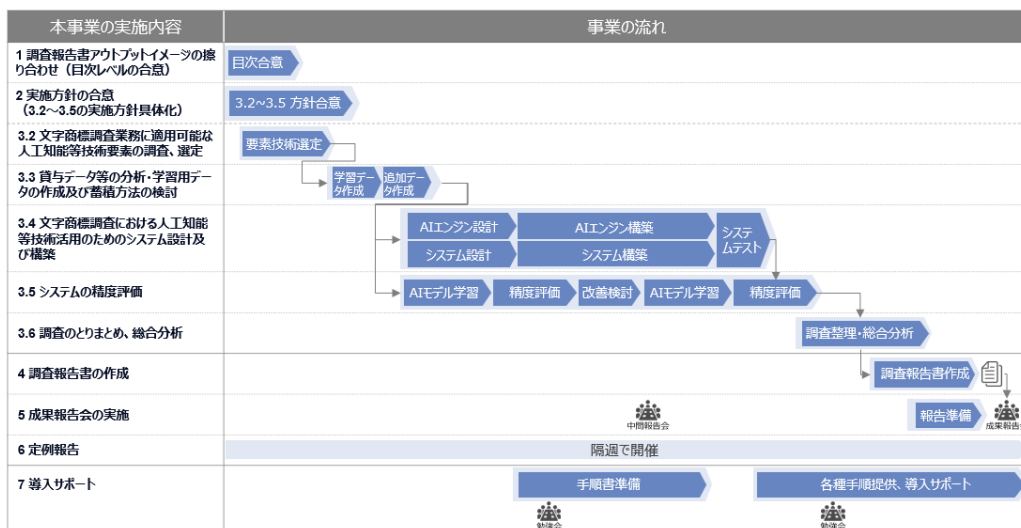 本事業の実施内容
事業の流れ
1 調査報告書アウトプットイメージの擦
り合わせ（目次レベルの合意）
目次合意
2 実施方針の合意
（3.2～3.5の実施方針具体化）
3.2~3.5 方針合意
3.2 文字商標調査業務に適用可能な
人工知能等技術要素の調査、選定
要素技術選定
3.3 貸与データ等の分析・学習用デー
タの作成及び蓄積方法の検討
学習デー
タ作成
追加デー
タ作成
3.4 文字商標調査における人工知能
等技術活用のためのシステム設計及
び構築
AIエンジン設計
AIエンジン構築
システム設計
システム構築
システ
ムテスト
3.5 システムの精度評価
AIモデル学習
精度評価
改善検討
AIモデル学習
精度評価
3.6 調査のとりまとめ、総合分析
調査整理・総合分析
4 調査報告書の作成
調査報告書作成
5 成果報告会の実施
中間報告会
報告準備
成果報告会
6 定例報告
隔週で開催
7 導入サポート
手順書準備
各種手順提供、導入サポート
勉強会
勉強会